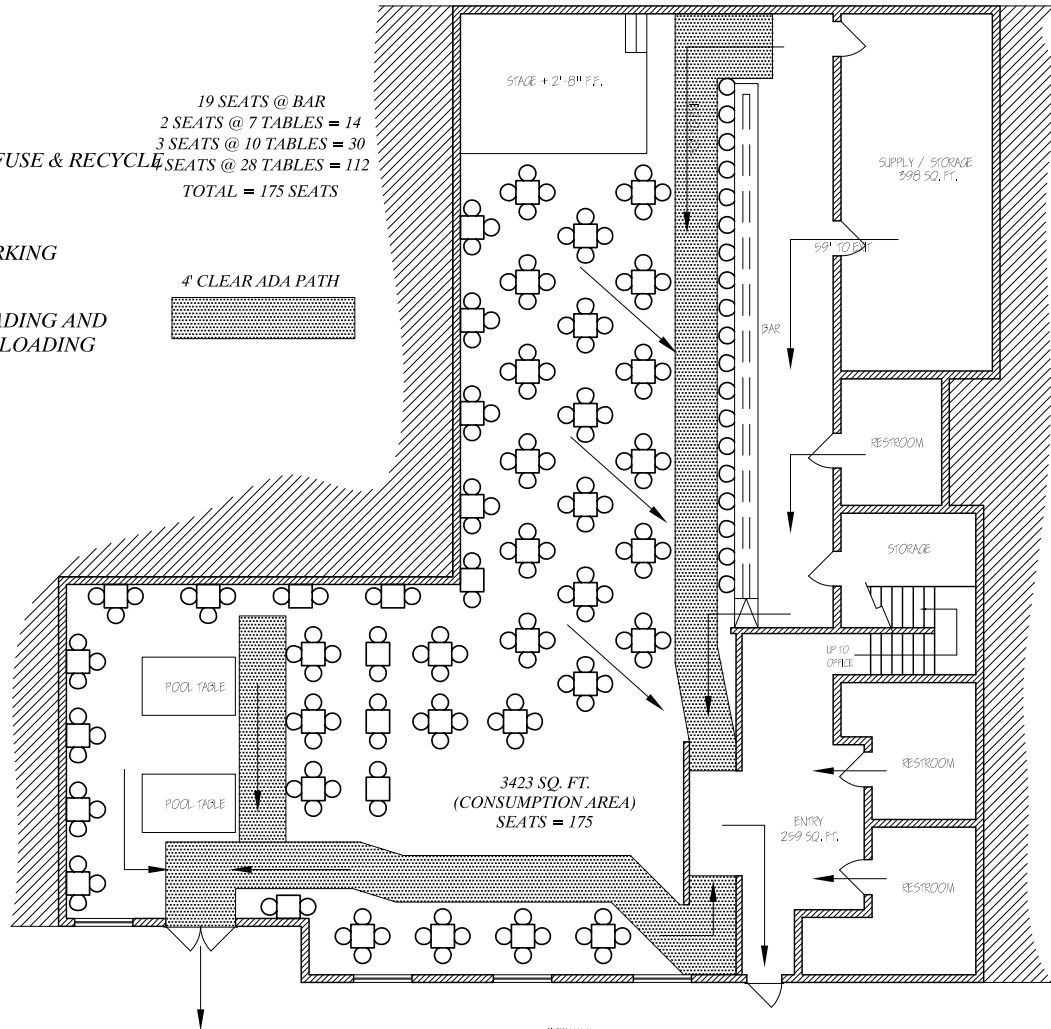 19 SEATS @ BAR
2 SEATS @ 7 TABLES = 14
3 SEATS @ 10 TABLES = 30
FUSE & RECYCLE
SEATS @ 28 TABLES = 112
TOTAL = 175 SEATS
RKING
4' CLEAR ADA PATH
ADING AND
LOADING
STAGE + 2'-8" F.F.
SUPPLY / STORAGE
398 SQ. FT.
59' TO EXIT
BAR
RESTROOM
STORAGE
UP TO
OFFICE
POOL TABLE
POOL TABLE
3423 SQ. FT.
(CONSUMPTION AREA)
SEATS = 175
RESTROOM
ENTRY
259 SQ. FT.
RESTROOM